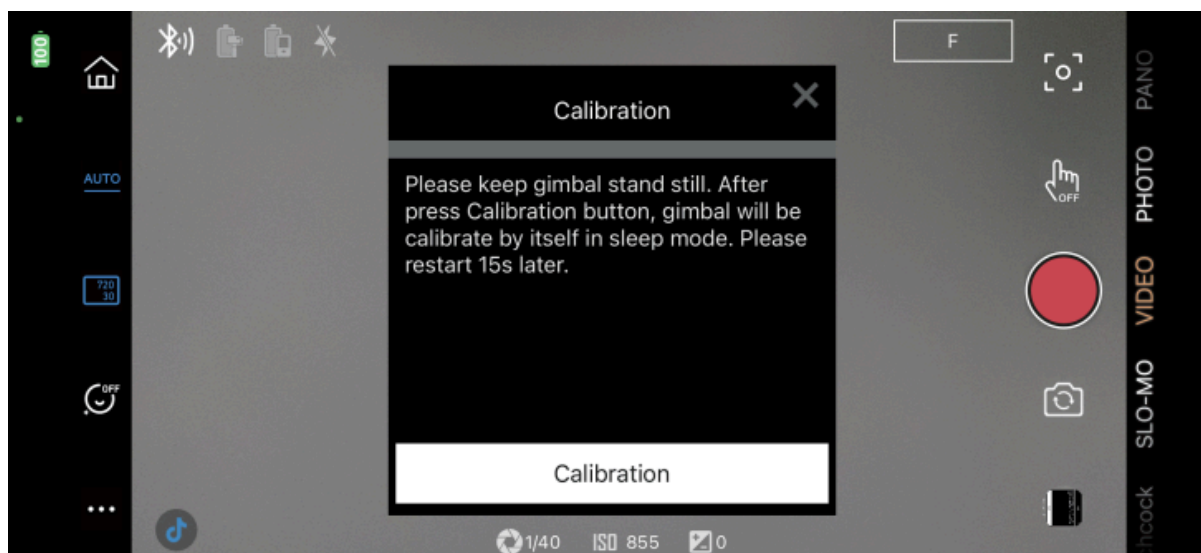 100
AUTO
720
30
OFF
F
Calibration
Please keep gimbal stand still. After
press Calibration button, gimbal will be
calibrate by itself in sleep mode. Please
restart 15s later.
Calibration
1/40 ISO 855 0
OFF
PANO
PHOTO
VIDEO
SLO-MO
hcock